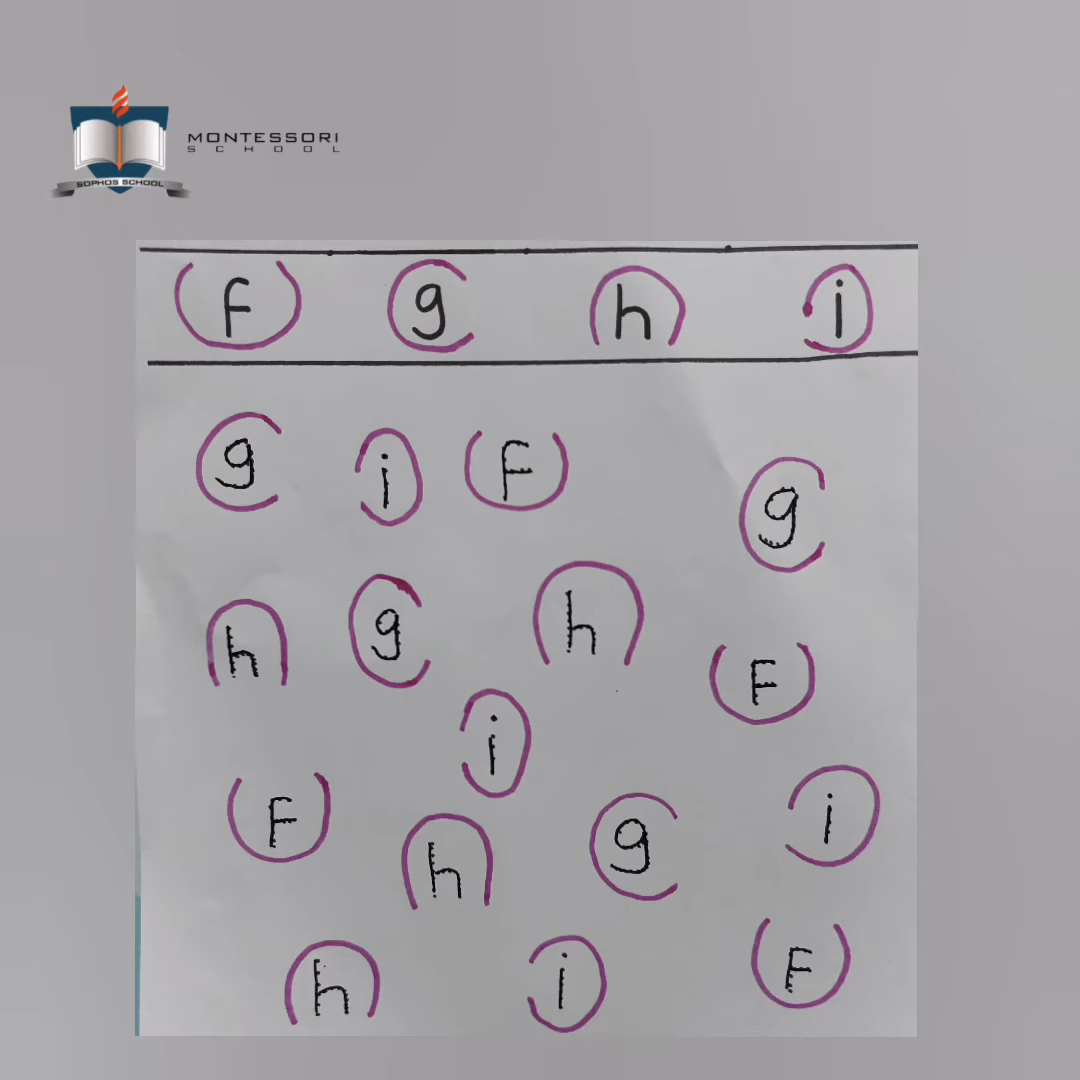 MONTESSORI
SCHOOL
SOPHOS SCHOOL
F g h i
g i F g
h g h F
i
F h g i
h i F